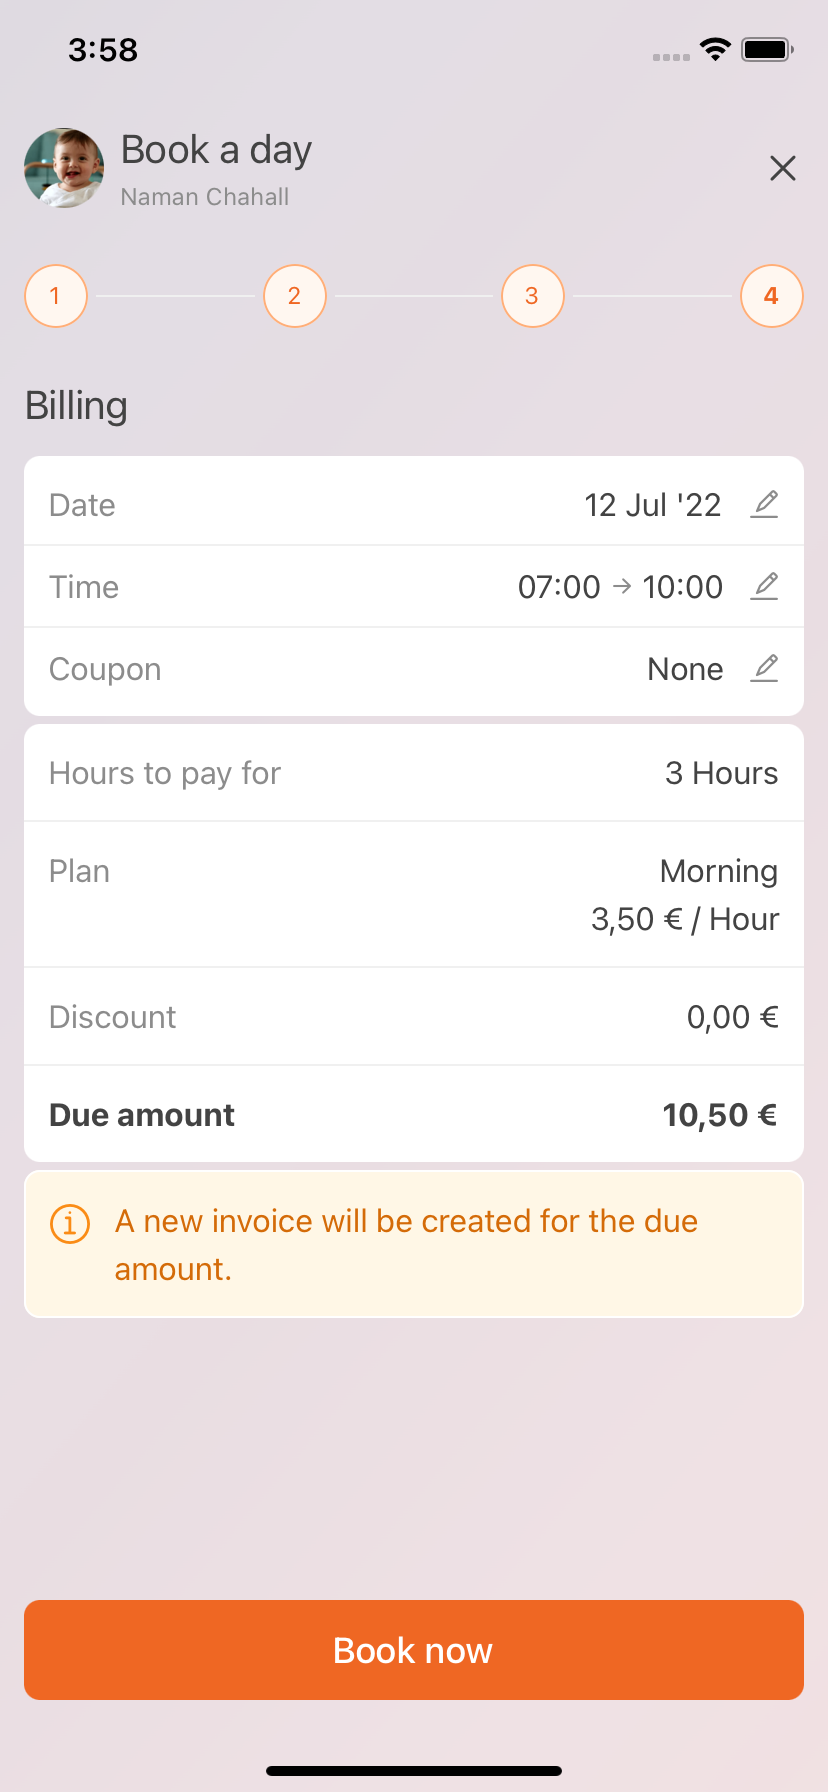 3:58
Book a day
Naman Chahall
1 2 3 4
Billing
Date 12 Jul '22
Time 07:00 → 10:00
Coupon None
Hours to pay for 3 Hours
Plan Morning
3,50 € / Hour
Discount 0,00 €
Due amount 10,50 €
A new invoice will be created for the due
amount.
Book now